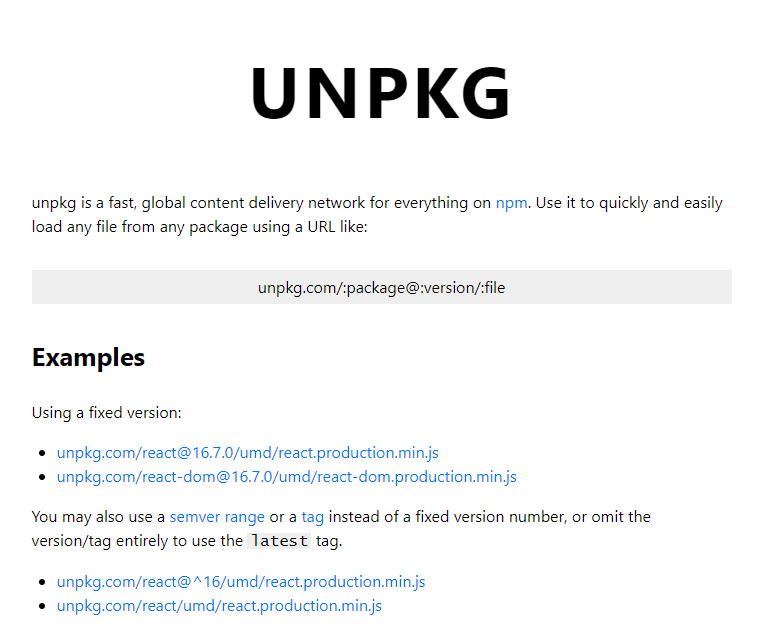 UNPKG
unpkg is a fast, global content delivery network for everything on npm. Use it to quickly and easily
load any file from any package using a URL like:
unpkg.com/:package@:version/:file
Examples
Using a fixed version:
• unpkg.com/react@16.7.0/umd/react.production.min.js
• unpkg.com/react-dom@16.7.0/umd/react-dom.production.min.js
You may also use a semver range or a tag instead of a fixed version number, or omit the
version/tag entirely to use the latest tag.
• unpkg.com/react@^16/umd/react.production.min.js
• unpkg.com/react/umd/react.production.min.js